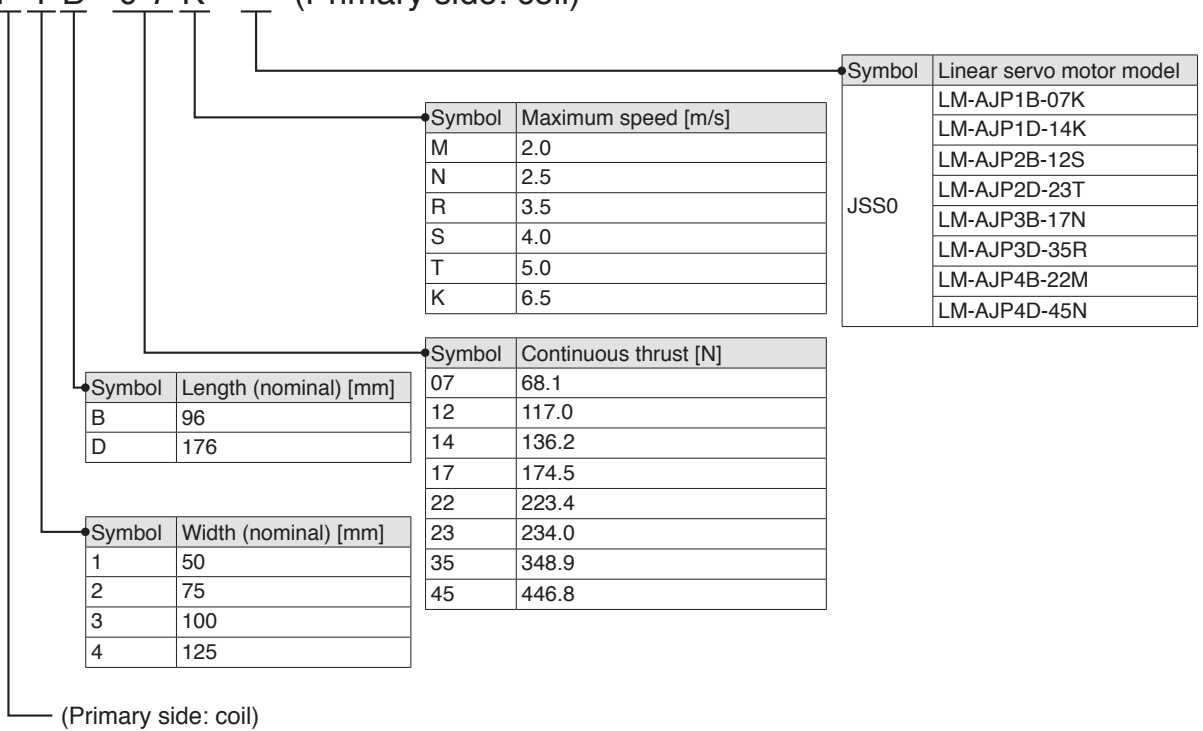 (Primary side: coil)
Symbol Linear servo motor model
JSS0
LM-AJP1B-07K
LM-AJP1D-14K
LM-AJP2B-12S
LM-AJP2D-23T
LM-AJP3B-17N
LM-AJP3D-35R
LM-AJP4B-22M
LM-AJP4D-45N
Symbol Maximum speed [m/s]
M 2.0
N 2.5
R 3.5
S 4.0
T 5.0
K 6.5
Symbol Continuous thrust [N]
07 68.1
12 117.0
14 136.2
17 174.5
22 223.4
23 234.0
35 348.9
45 446.8
Symbol Length (nominal) [mm]
B 96
D 176
Symbol Width (nominal) [mm]
1 50
2 75
3 100
4 125
(Primary side: coil)